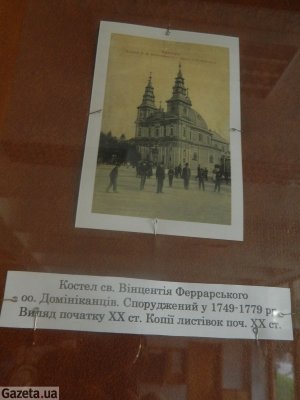 Костел св. Вінцентія Феррарського
оо. Домініканців. Споруджений у 1749-1779 рр.
Вигляд початку ХХ ст. Копії листівок поч. ХХ ст.
Gazeta.ua